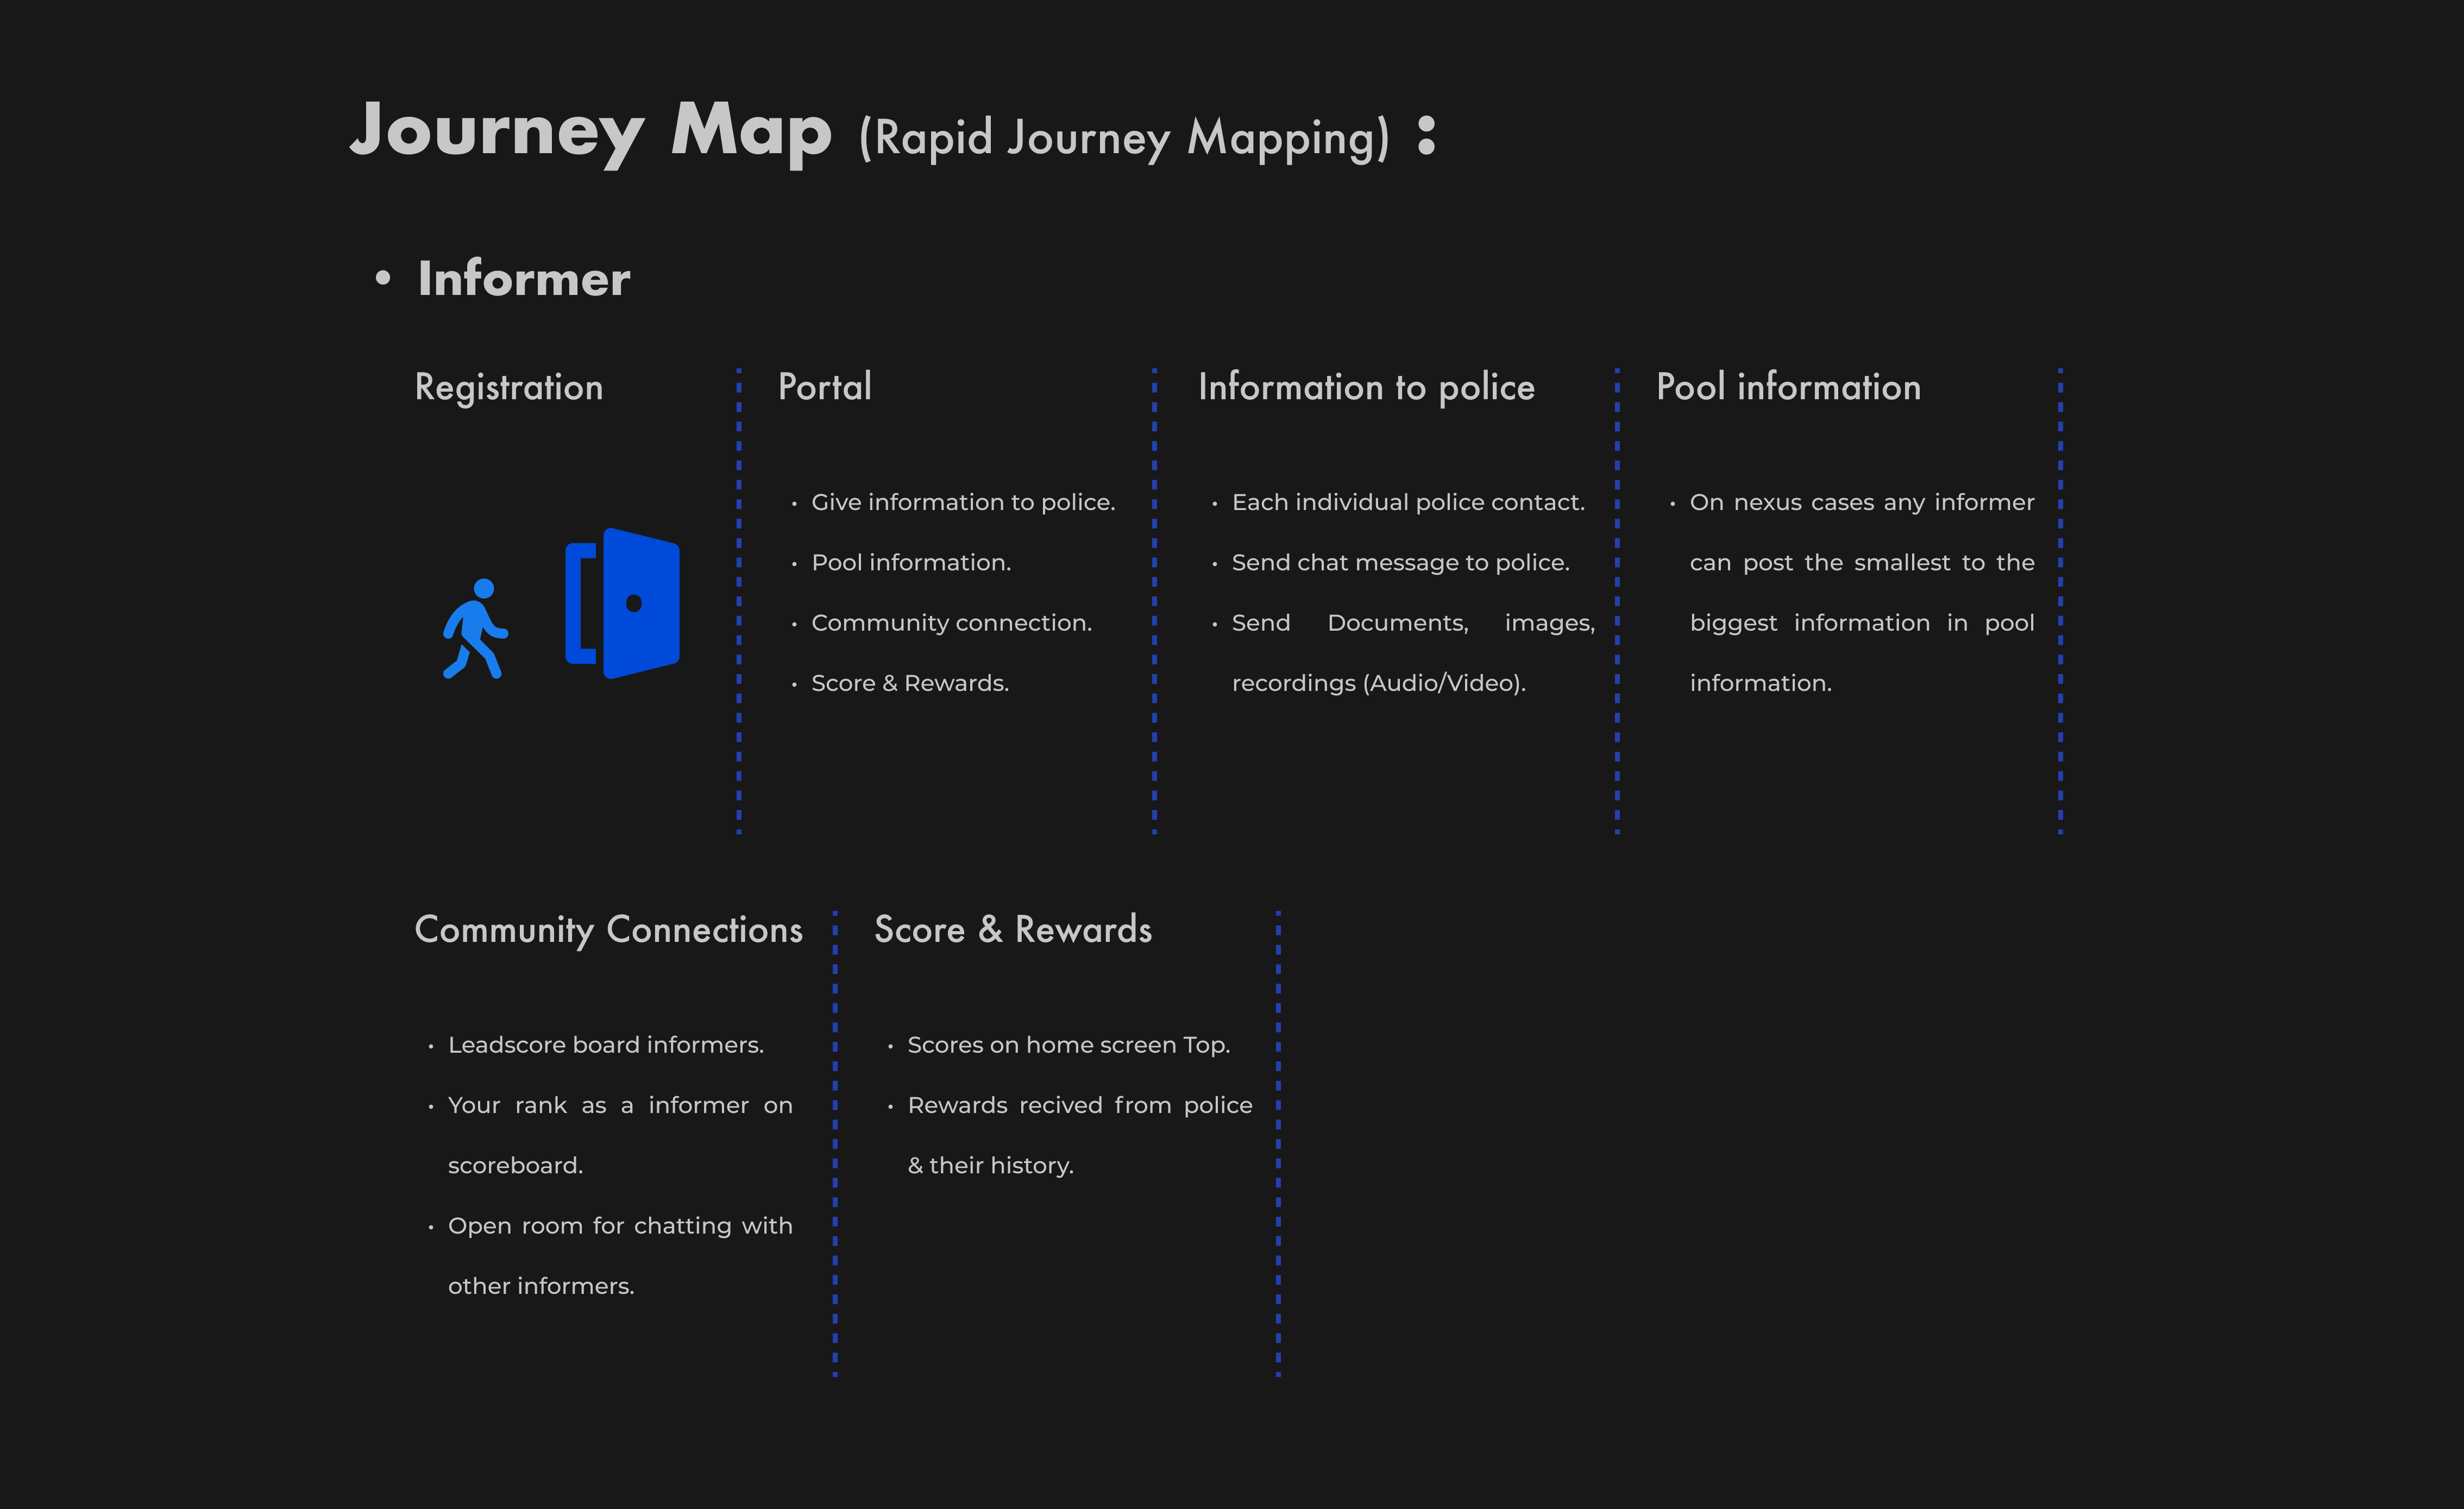 Journey Map (Rapid Journey Mapping) :
• Informer
Registration
Portal
• Give information to police.
• Pool information.
• Community connection.
• Score & Rewards.
Information to police
• Each individual police contact.
• Send chat message to police.
• Send Documents, images,
recordings (Audio/Video).
Pool information
• On nexus cases any informer
can post the smallest to the
biggest information in pool
information.
Community Connections
• Leadscore board informers.
• Your rank as a informer on
scoreboard.
• Open room for chatting with
other informers.
Score & Rewards
• Scores on home screen Top.
• Rewards recived from police
& their history.